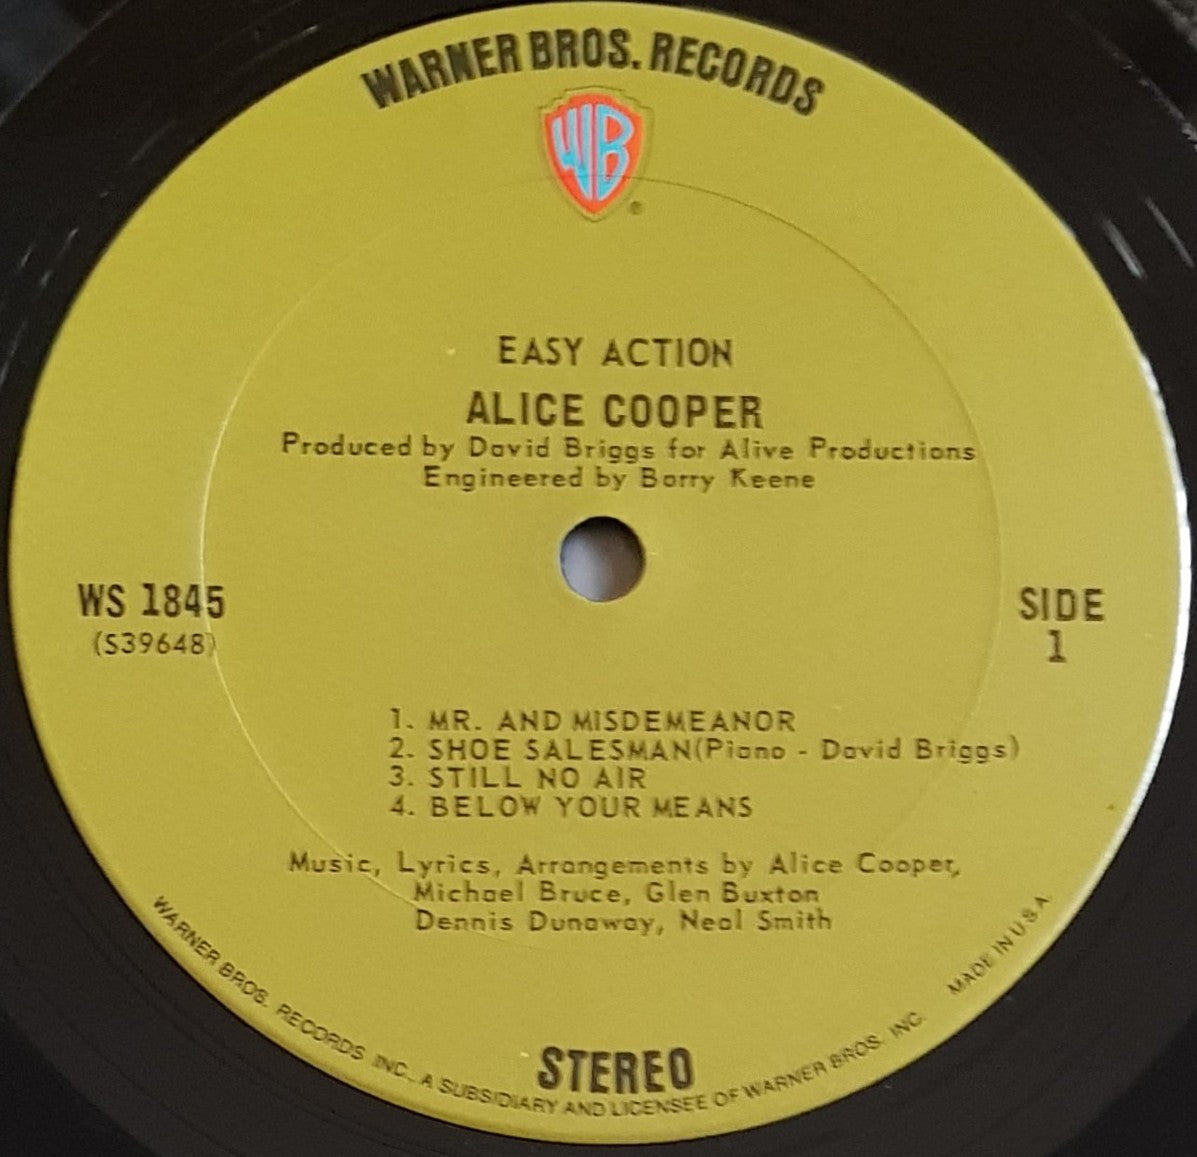 WARNER BROS. RECORDS
WB
®
EASY ACTION
ALICE COOPER
Produced by David Briggs for Alive Productions
Engineered by Barry Keene
WS 1845
(S39648)
SIDE
1
1. MR. AND MISDEMEANOR
2. SHOE SALESMAN(Piano - David Briggs)
3. STILL NO AIR
4. BELOW YOUR MEANS
Music, Lyrics, Arrangements by Alice Cooper,
Michael Bruce, Glen Buxton
Dennis Dunaway, Neal Smith
STEREO
WARNER BROS. RECORDS INC., A SUBSIDIARY AND LICENSEE OF WARNER BROS. INC. MADE IN U.S.A.